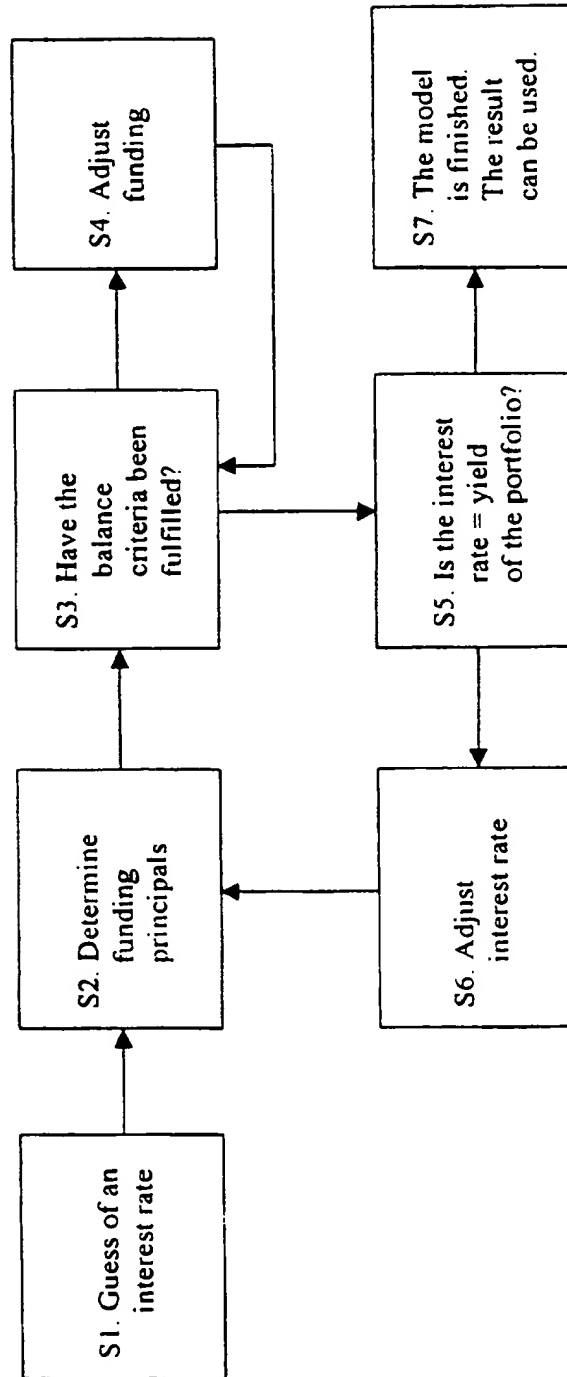 S1. Guess of an
interest rate
S2. Determine
funding
principals
S3. Have the
balance
criteria been
fulfilled?
S4. Adjust
funding
S5. Is the interest
rate = yield
of the portfolio?
S6. Adjust
interest rate
S7. The model
is finished.
The result
can be used.